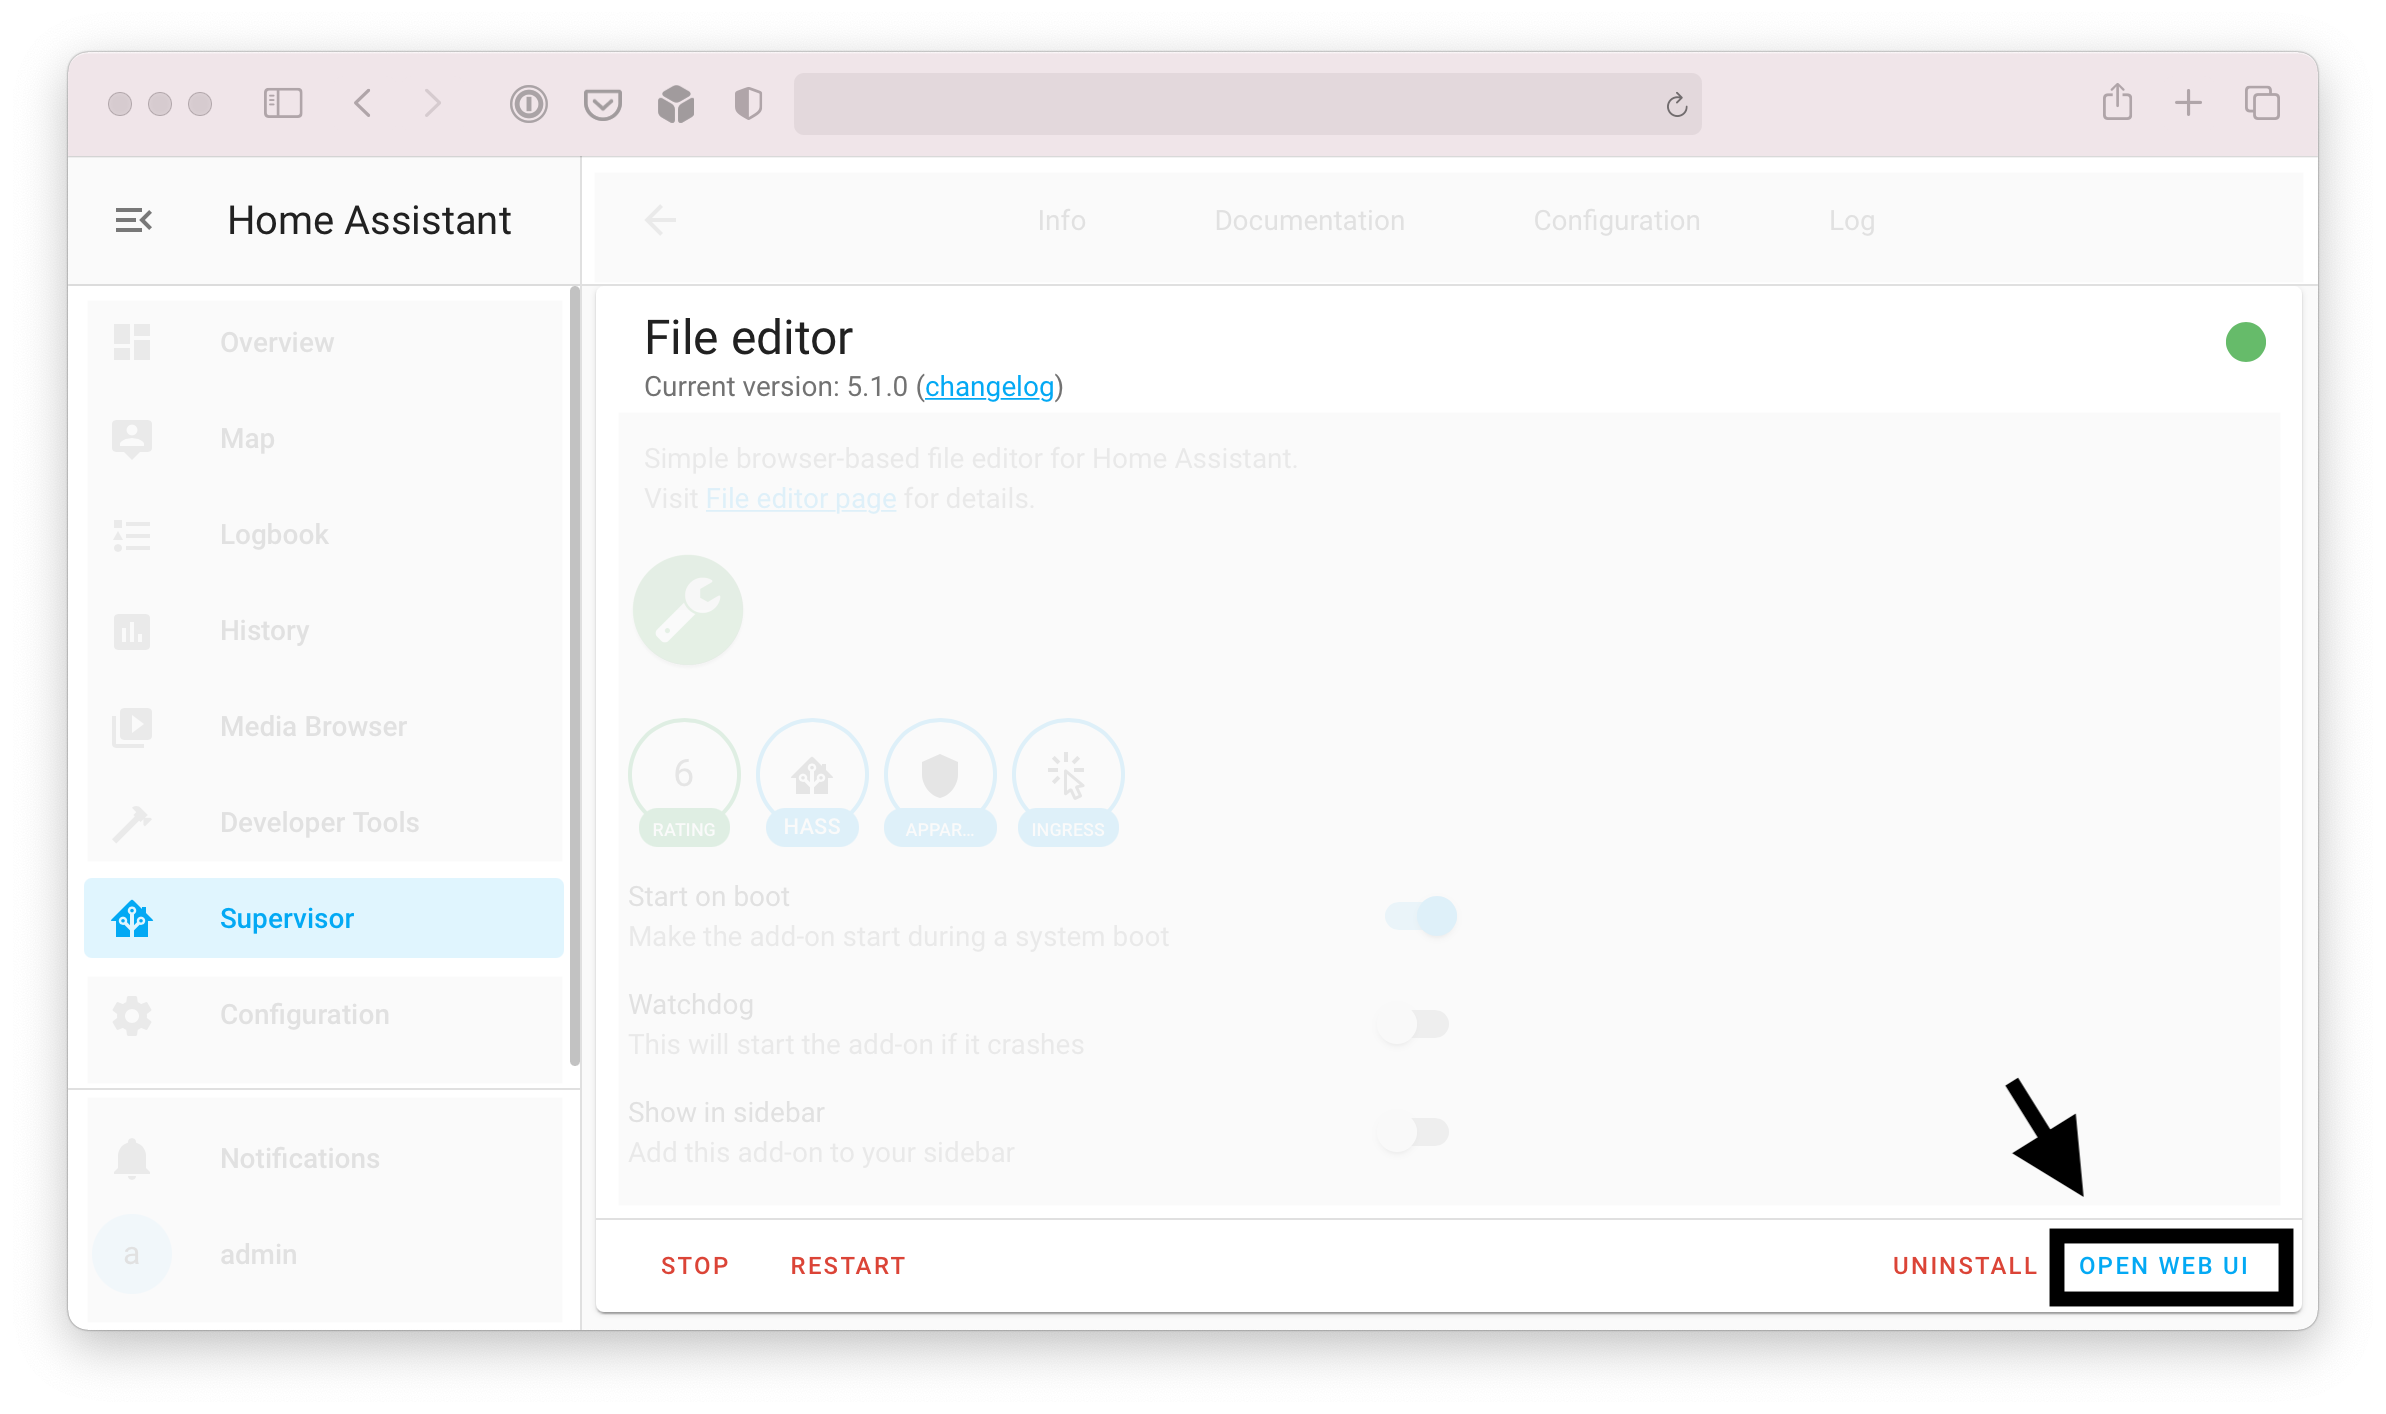 Home Assistant
Info Documentation Configuration Log
Overview
Map
Logbook
History
Media Browser
Developer Tools
Supervisor
Configuration
Notifications
a admin
File editor
Current version: 5.1.0 (changelog)
Simple browser-based file editor for Home Assistant.
Visit File editor page for details.
6
RATING HASS APPAR... INGRESS
Start on boot
Make the add-on start during a system boot
Watchdog
This will start the add-on if it crashes
Show in sidebar
Add this add-on to your sidebar
STOP RESTART UNINSTALL OPEN WEB UI